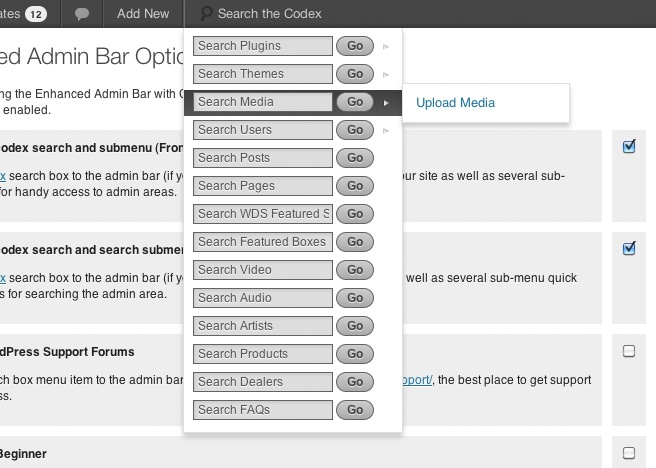 ates 12 Add New Search the Codex
ed Admin Bar Optic
ng the Enhanced Admin Bar with C
enabled.
Search Plugins Go
Search Themes Go
Search Media Go Upload Media
Search Users Go
Search Posts Go
Search Pages Go
Search WDS Featured S Go
Search Featured Boxes Go
Search Video Go
Search Audio Go
Search Artists Go
Search Products Go
Search Dealers Go
Search FAQs Go
odex search and submenu (Fron
x search box to the admin bar (if yo our site as well as several sub-
for handy access to admin areas.
odex search and search submen
x search box to the admin bar (if yo well as several sub-menu quick
s for searching the admin area.
dPress Support Forums
ch box menu item to the admin bar pport/, the best place to get support
ss.
Beginner